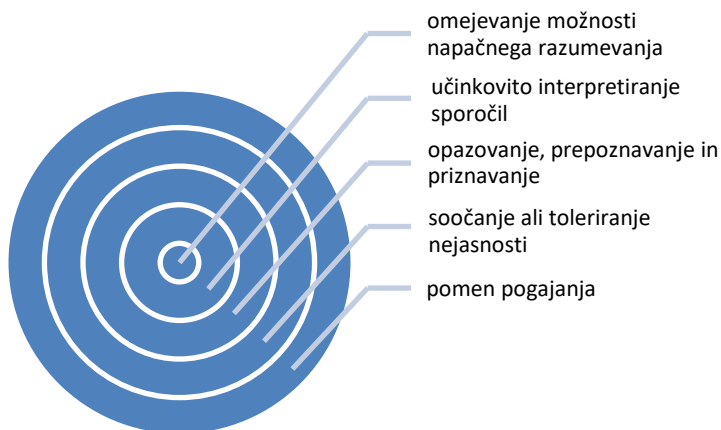 omejevanje možnosti
napačnega razumevanja
učinkovito interpretiranje
sporočil
opazovanje, prepoznavanje in
priznavanje
soočanje ali toleriranje
nejasnosti
pomen pogajanja